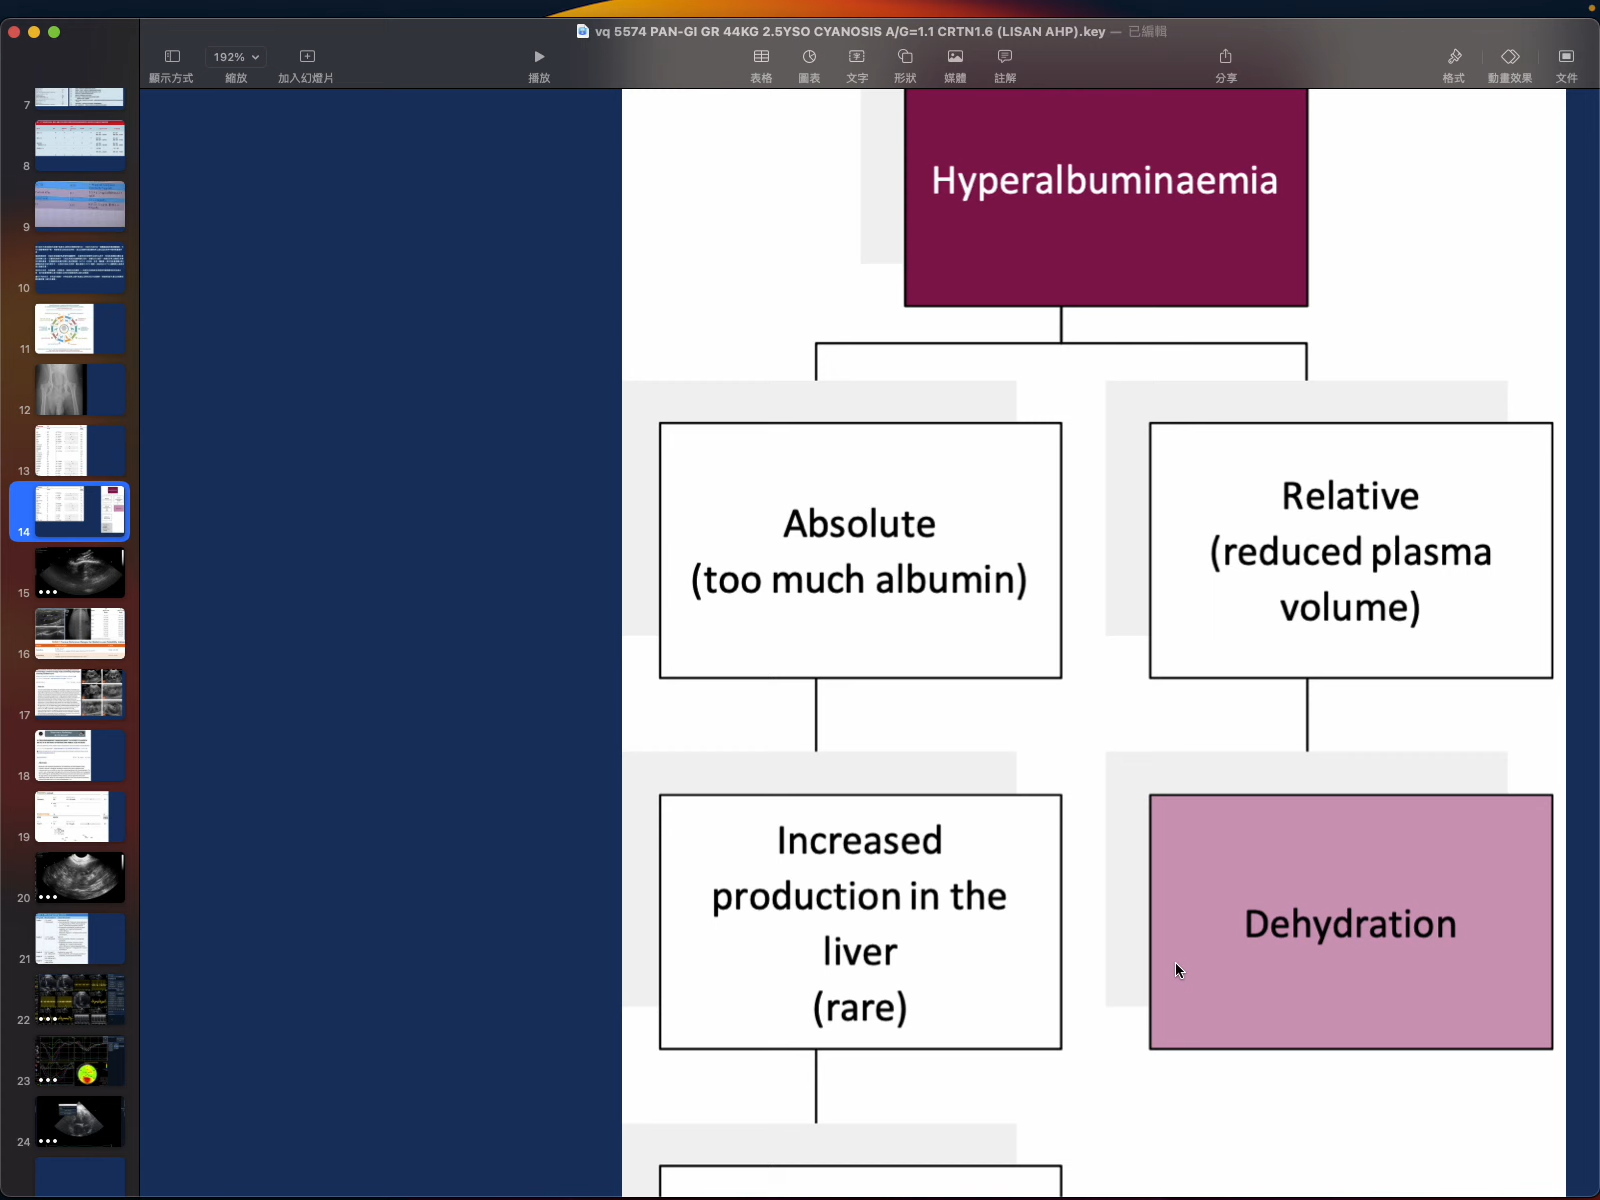 vq 5574 PAN-GI GR 44KG 2.5YSO CYANOSIS A/G=1.1 CRTN1.6 (LISAN AHP).key — 已編輯
192%
顯示方式 縮放 加入幻燈片 播放 表格 圖表 文字 形狀 媒體 註解 分享 格式 動畫效果 文件
7
8
9
10
11
12
13
14
15
16
17
18
19
20
21
22
23
24
Hyperalbuminaemia
Absolute
(too much albumin)
Relative
(reduced plasma
volume)
Increased
production in the
liver
(rare)
Dehydration